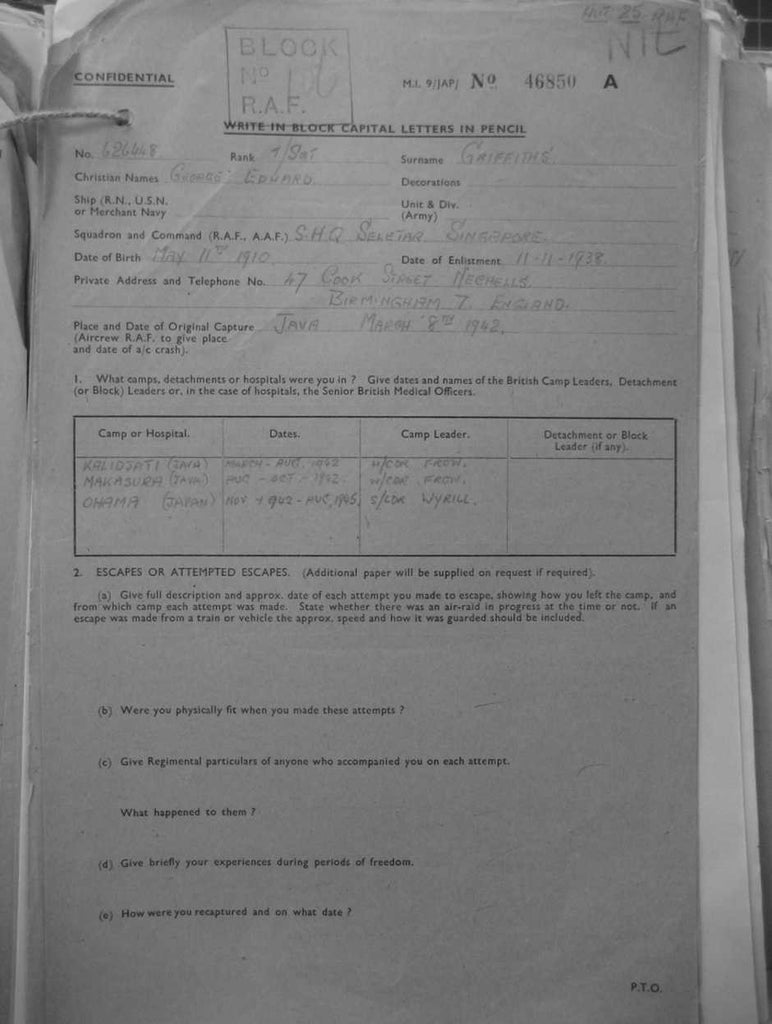 HUT 25 RAF
NIL
BLOCK
No
R.A.F.
CONFIDENTIAL
M.I. 9/JAP/ No 46850 A
WRITE IN BLOCK CAPITAL LETTERS IN PENCIL
No. 626448 Rank T/SGT Surname GRIFFITHS
Christian Names GEORGE EDWARD. Decorations
Ship (R.N., U.S.N. or Merchant Navy Unit & Div. (Army)
Squadron and Command (R.A.F., A.A.F.) S.H.Q SELETAR SINGAPORE.
Date of Birth MAY 11TH 1910 Date of Enlistment 11-11-1938.
Private Address and Telephone No. 47 COOK STREET NECHELLS.
BIRMINGHAM 7. ENGLAND.
Place and Date of Original Capture JAVA MARCH 8TH 1942.
(Aircrew R.A.F. to give place
and date of a/c crash).
1. What camps, detachments or hospitals were you in ? Give dates and names of the British Camp Leaders, Detachment
(or Block) Leaders or, in the case of hospitals, the Senior British Medical Officers.
Camp or Hospital. Dates. Camp Leader. Detachment or Block Leader (if any).
KALIDJATI (JAVA) MARCH - AUG. 1942 W/CDR FROW.
MAKASURA (JAVA) AUG - OCT - 1942. W/CDR FROW.
OHAMA (JAPAN) NOV 1942 - AUG, 1945, S/LDR WYRILL.
2. ESCAPES OR ATTEMPTED ESCAPES. (Additional paper will be supplied on request if required).
(a) Give full description and approx. date of each attempt you made to escape, showing how you left the camp, and
from which camp each attempt was made. State whether there was an air-raid in progress at the time or not. If an
escape was made from a train or vehicle the approx. speed and how it was guarded should be included.
(b) Were you physically fit when you made these attempts ?
(c) Give Regimental particulars of anyone who accompanied you on each attempt.
What happened to them ?
(d) Give briefly your experiences during periods of freedom.
(e) How were you recaptured and on what date ?
P.T.O.